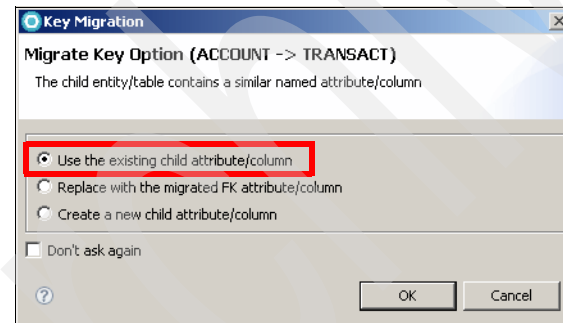 Key Migration
Migrate Key Option (ACCOUNT -> TRANSACT)
The child entity/table contains a similar named attribute/column
Use the existing child attribute/column
Replace with the migrated FK attribute/column
Create a new child attribute/column
Don't ask again
OK Cancel